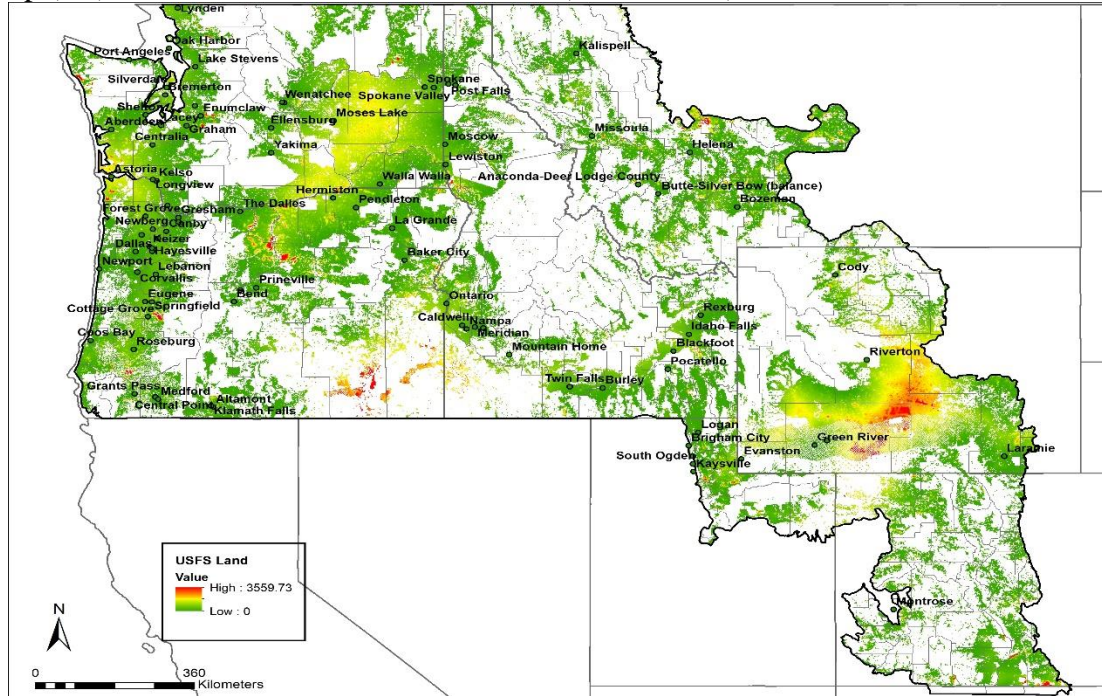 Lynden
Oak Harbor
Port Angeles
Lake Stevens
Kalispell
Silverdale
Spokane
Bremerton
Spokane Valley
Post Falls
Wenatchee
Shelton
Enumclaw
Moses Lake
Lacey
Aberdeen
Graham
Ellensburg
Missoula
Centralia
Moscow
Helena
Yakima
Lewiston
Astoria
Kelso
Anaconda-Deer Lodge County
Longview
Walla Walla
Butte-Silver Bow (balance)
Hermiston
Bozeman
The Dalles
Pendleton
Forest Grove
Gresham
Newberg
Canby
La Grande
Keizer
Dallas
Hayesville
Baker City
Newport
Lebanon
Cody
Corvallis
Prineville
Eugene
Bend
Ontario
Springfield
Rexburg
Cottage Grove
Caldwell
Nampa
Idaho Falls
Meridian
Coos Bay
Blackfoot
Roseburg
Mountain Home
Riverton
Pocatello
Grants Pass
Twin Falls
Burley
Medford
Altamont
Central Point
Klamath Falls
Logan
Brigham City
Green River
South Ogden
Evanston
Laramie
Kaysville
USFS Land
Value
High : 3559.73
Low : 0
Montrose
N
0
360
Kilometers